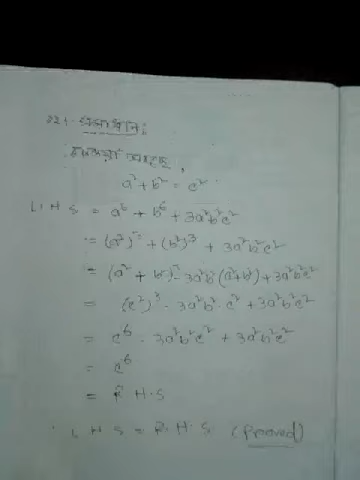 ১২। সমাধান:
দেওয়া আছে,
a² + b² = c²
L.H.S = a⁶ + b⁶ + 3a²b²c²
= (a²)³ + (b²)³ + 3a²b²c²
= (a² + b²)³ - 3a²b²(a²+b²) + 3a²b²c²
= (c²)³ - 3a²b².c² + 3a²b²c²
= c⁶ - 3a²b²c² + 3a²b²c²
= c⁶
= R.H.S
∴ L.H.S = R.H.S (Proved)